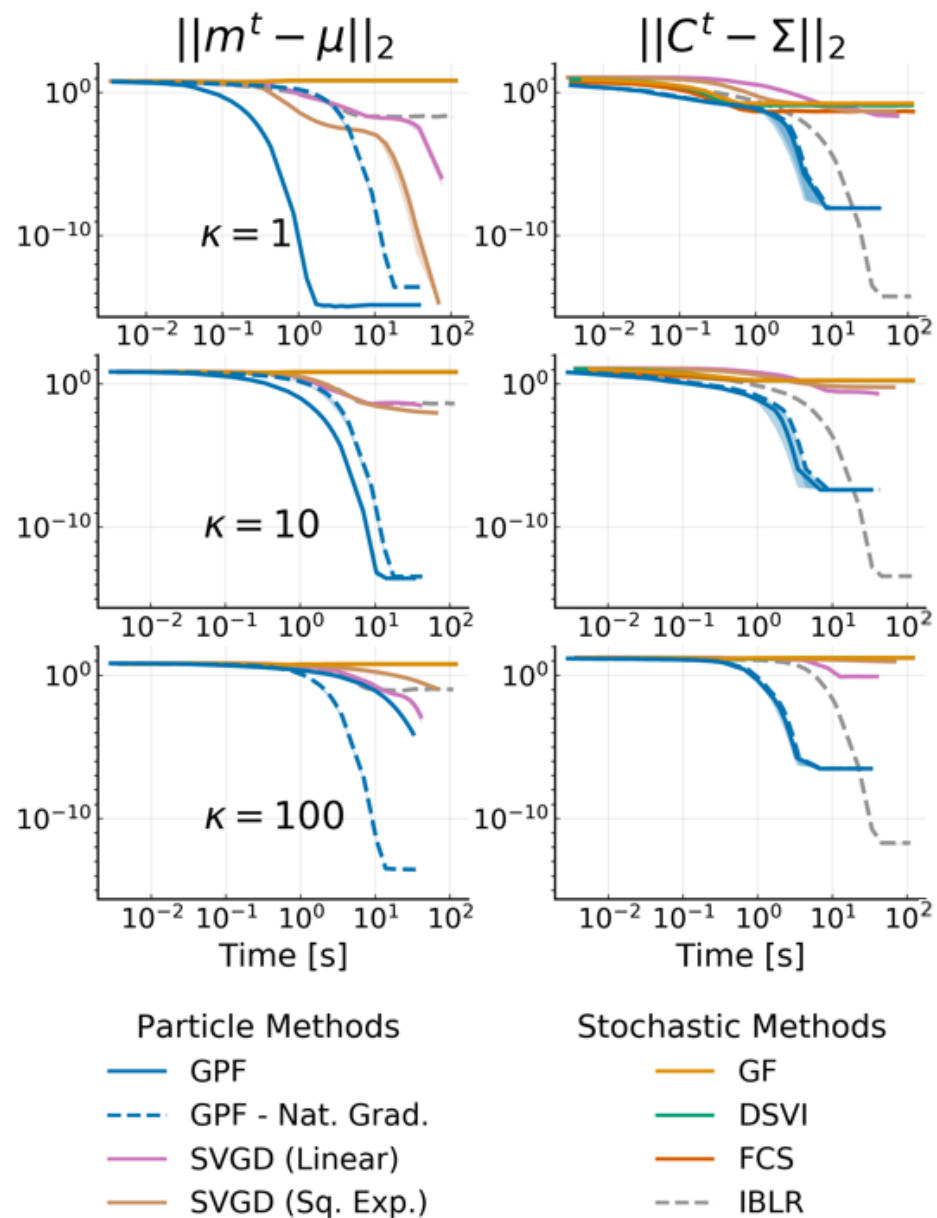 ||m^t − μ||₂ ||C^t − Σ||₂
10^0 10^0
10^−10 κ = 1 10^−10
10^−2 10^−1 10^0 10^1 10^2 10^−2 10^−1 10^0 10^1 10^2
10^0 10^0
10^−10 κ = 10 10^−10
10^−2 10^−1 10^0 10^1 10^2 10^−2 10^−1 10^0 10^1 10^2
10^0 10^0
10^−10 κ = 100 10^−10
10^−2 10^−1 10^0 10^1 10^2 10^−2 10^−1 10^0 10^1 10^2
Time [s] Time [s]
Particle Methods
GPF
GPF - Nat. Grad.
SVGD (Linear)
SVGD (Sq. Exp.)
Stochastic Methods
GF
DSVI
FCS
IBLR